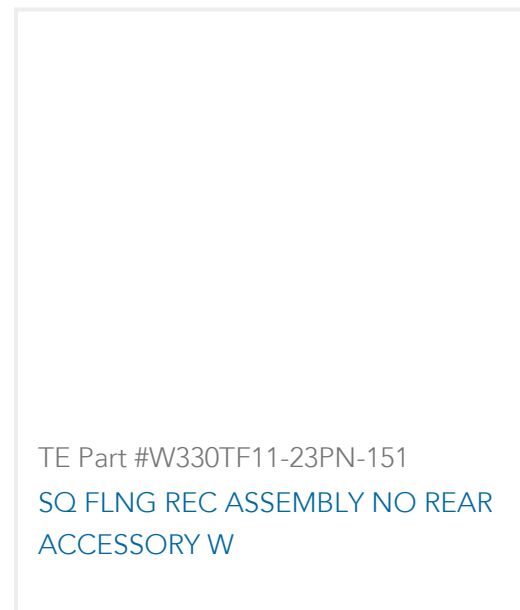 TE Part #W330TF11-23PN-151
SQ FLNG REC ASSEMBLY NO REAR
ACCESSORY W